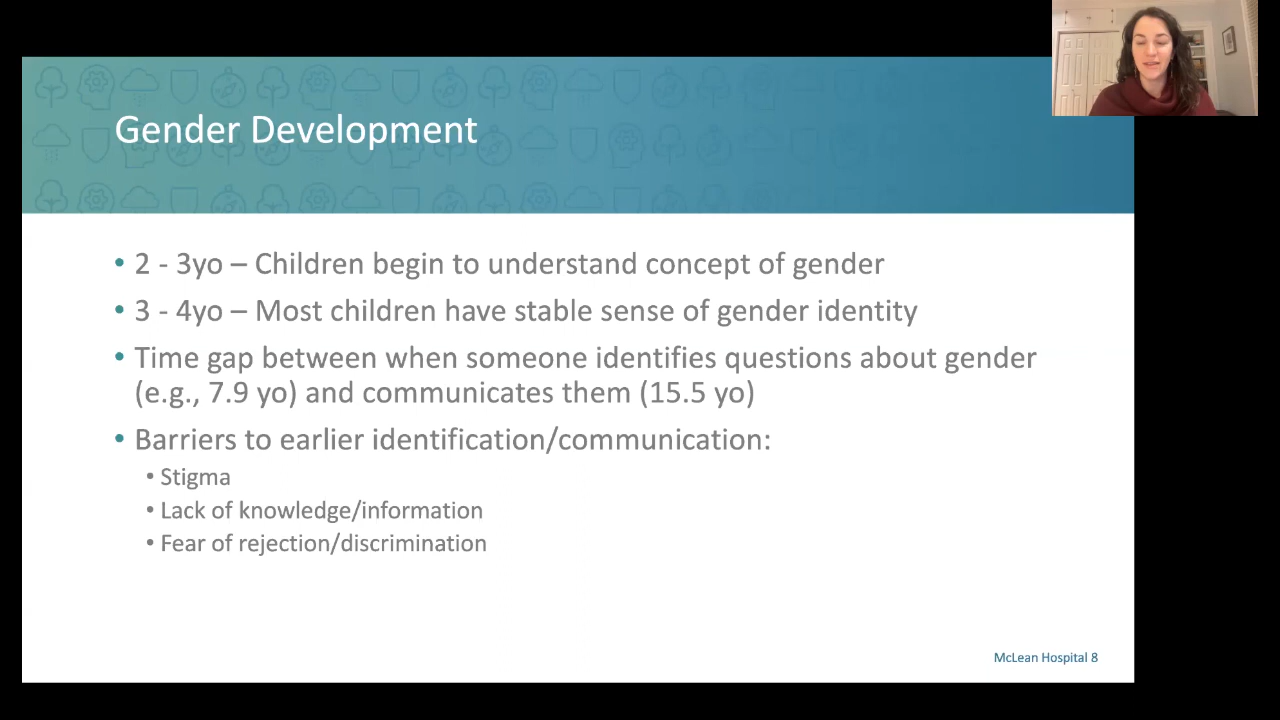 Gender Development
• 2 - 3yo – Children begin to understand concept of gender
• 3 - 4yo – Most children have stable sense of gender identity
• Time gap between when someone identifies questions about gender
(e.g., 7.9 yo) and communicates them (15.5 yo)
• Barriers to earlier identification/communication:
• Stigma
• Lack of knowledge/information
• Fear of rejection/discrimination
McLean Hospital 8